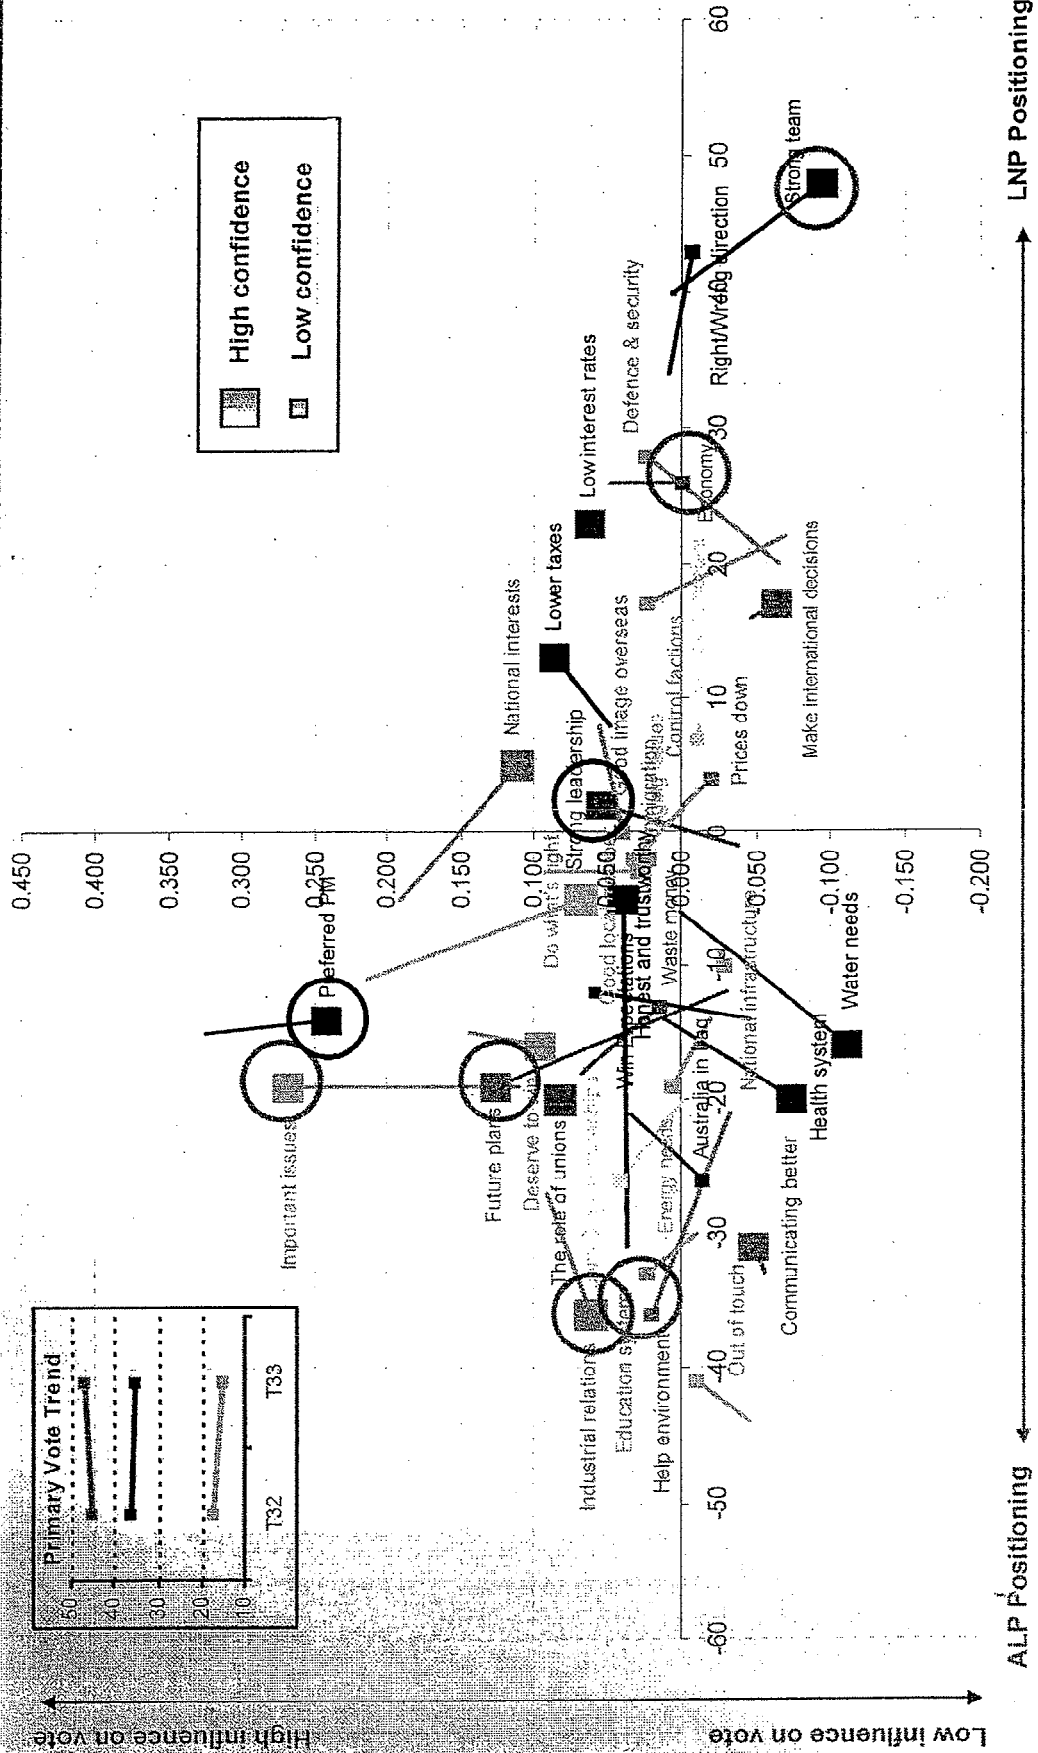 High influence on vote
Low influence on vote
Primary Vote Trend
50
40
30
20
10
T32
T33
High confidence
Low confidence
0.450
0.400
0.350
0.300
0.250
0.200
0.150
0.100
0.050
0.000
-0.050
-0.100
-0.150
-0.200
-60
-50
-40
-30
-20
-10
0
10
20
30
40
50
60
Important issues
Preferred PM
National interests
Future plans
The role of unions
Do what's right
Strong leadership
Lower taxes
Low interest rates
Industrial relations
Education system
Help environment
Energy needs
Honest and trustworthy
Waste money
Good image overseas
Immigration
Control factions
Defence & security
Economy
Right/Wrong direction
Strong team
Australia in Iraq
National infrastructure
Prices down
Out of touch
Communicating better
Health system
Water needs
Make international decisions
ALP Positioning
LNP Positioning